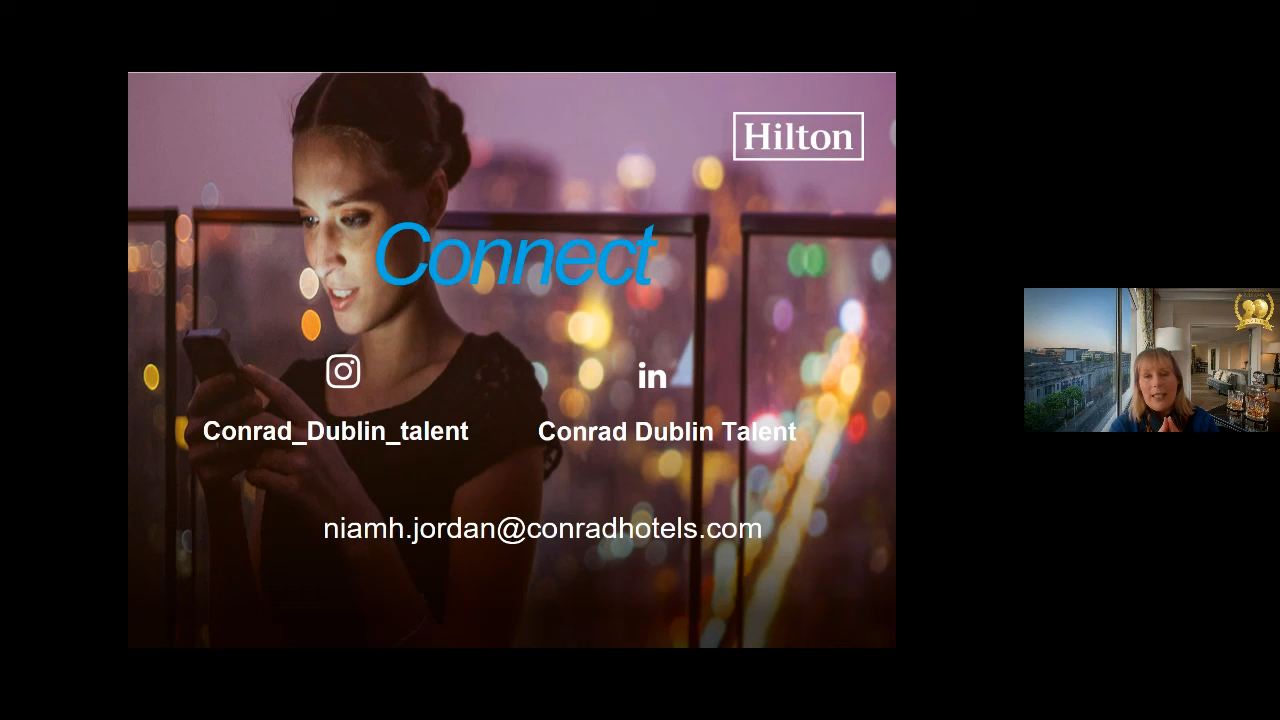 Hilton
Connect
Conrad_Dublin_talent
Conrad Dublin Talent
niamh.jordan@conradhotels.com